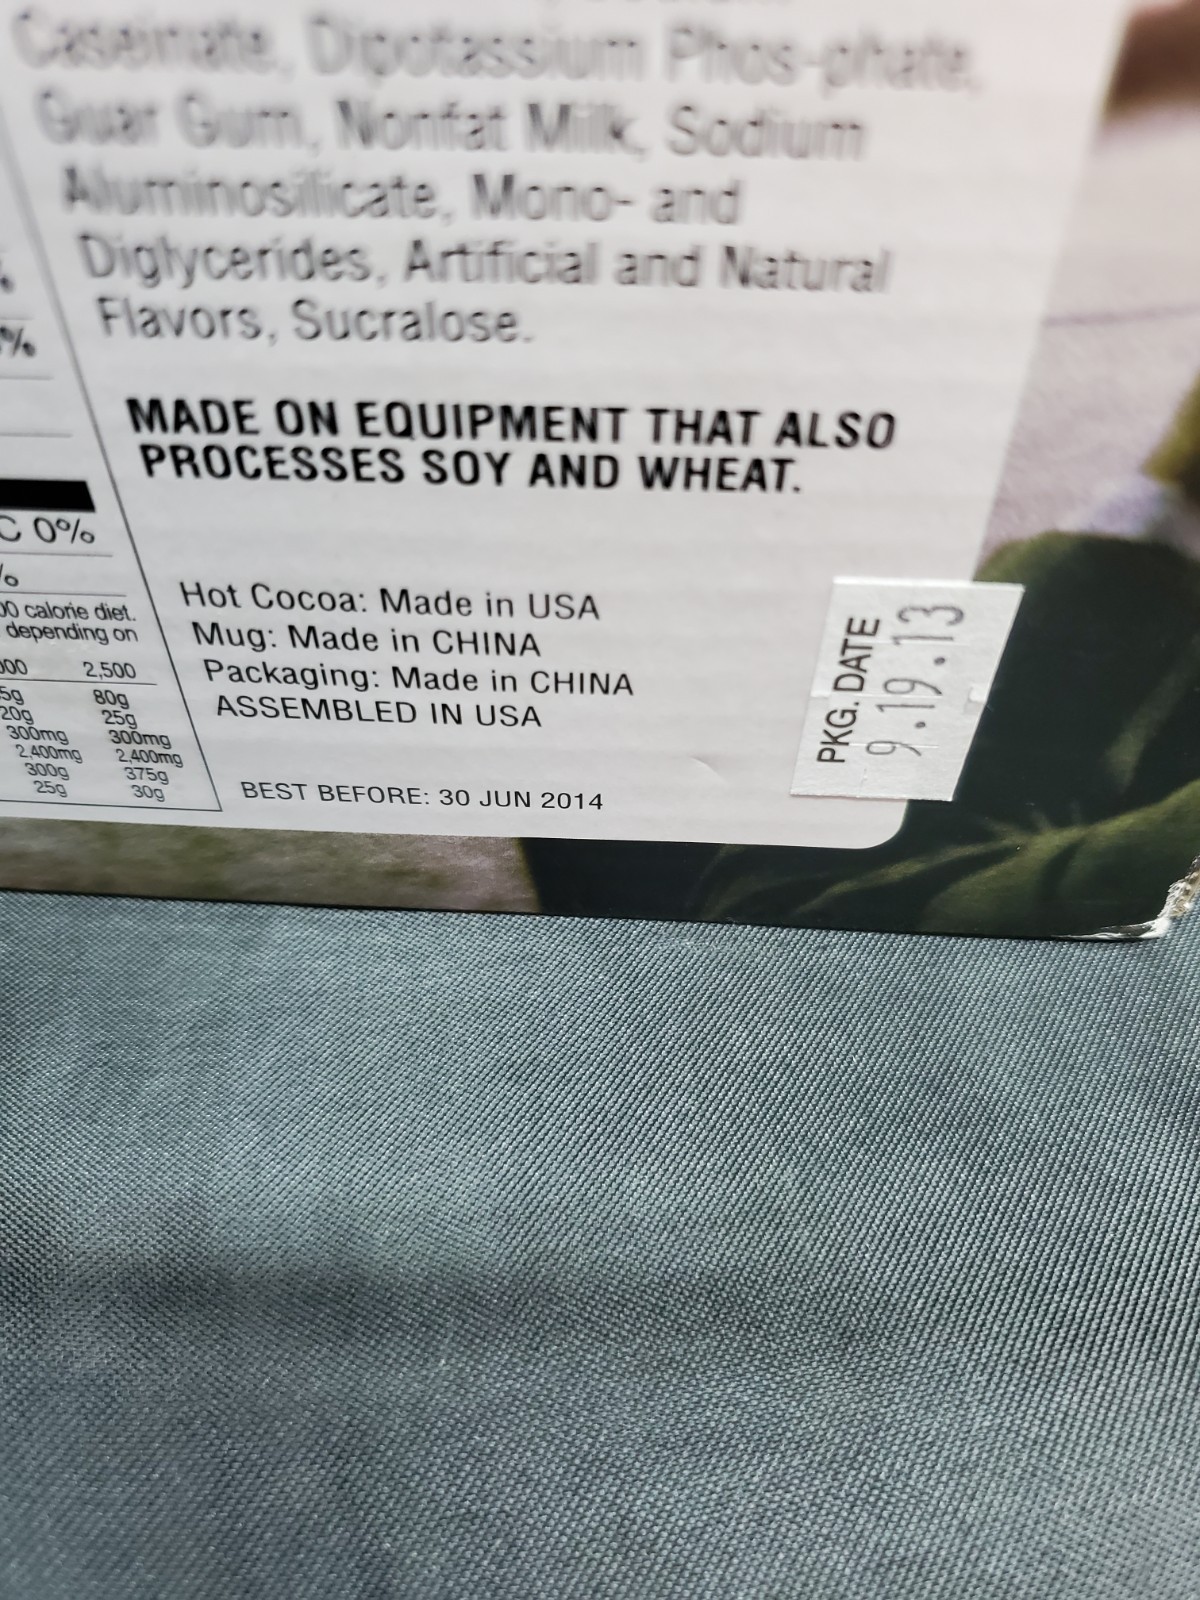 Caseinate, Dipotassium Phos-phate,
Guar Gum, Nonfat Milk, Sodium
Aluminosilicate, Mono- and
Diglycerides, Artificial and Natural
Flavors, Sucralose.
MADE ON EQUIPMENT THAT ALSO
PROCESSES SOY AND WHEAT.
Hot Cocoa: Made in USA
Mug: Made in CHINA
Packaging: Made in CHINA
ASSEMBLED IN USA
BEST BEFORE: 30 JUN 2014
PKG. DATE
9.19.13
%
C 0%
calorie diet.
depending on
2,500
80g
20g 25g
300mg 300mg
2,400mg 2,400mg
300g 375g
25g 30g